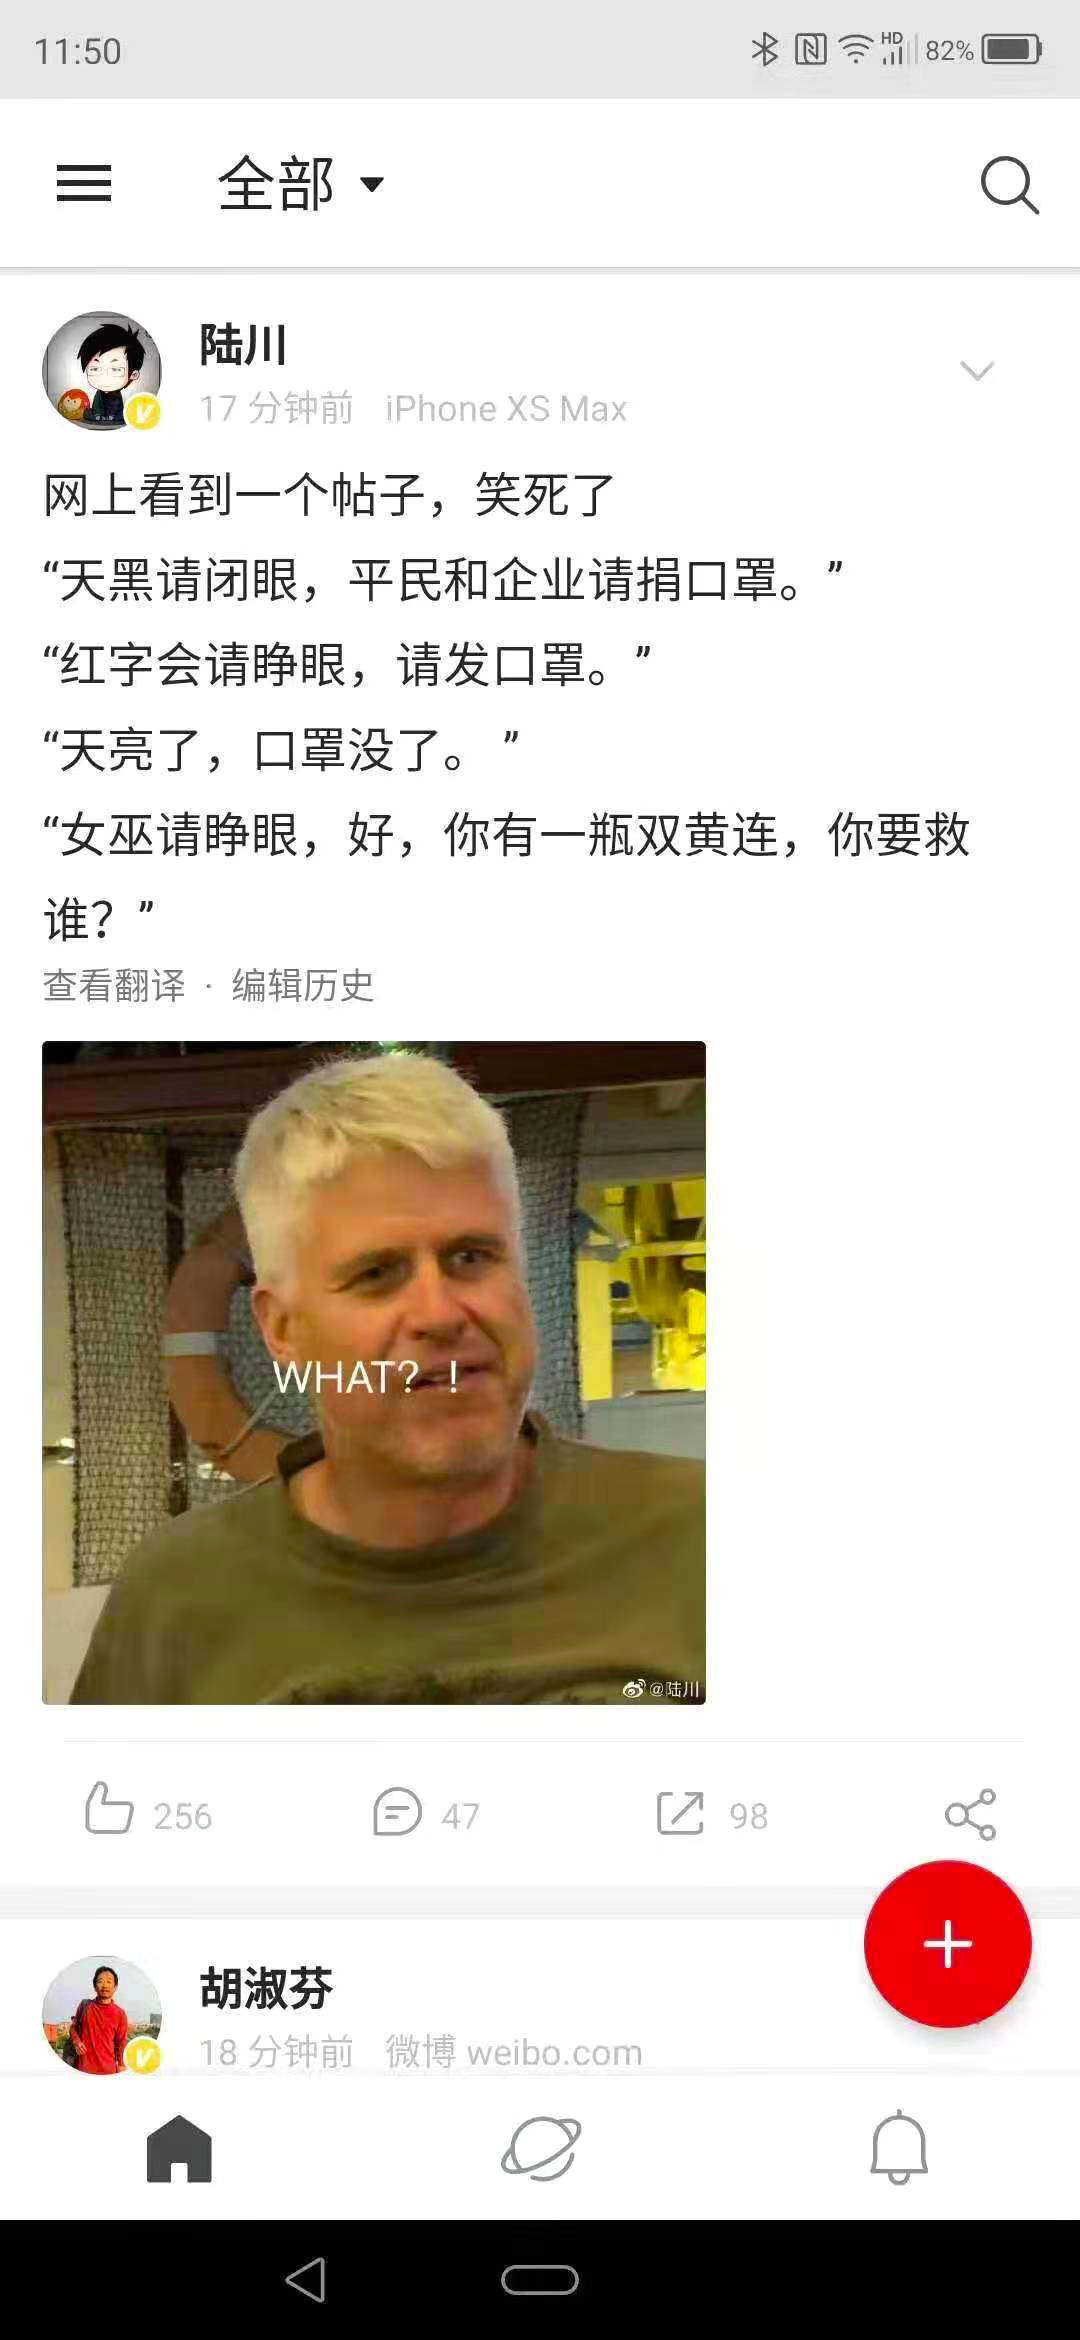 11:50
HD 82%
全部
陆川
17 分钟前 iPhone XS Max
网上看到一个帖子，笑死了
“天黑请闭眼，平民和企业请捐口罩。”
“红字会请睁眼，请发口罩。”
“天亮了，口罩没了。 ”
“女巫请睁眼，好，你有一瓶双黄连，你要救
谁？”
查看翻译 · 编辑历史
WHAT？！
@陆川
256 47 98
胡淑芬
18 分钟前 微博 weibo.com